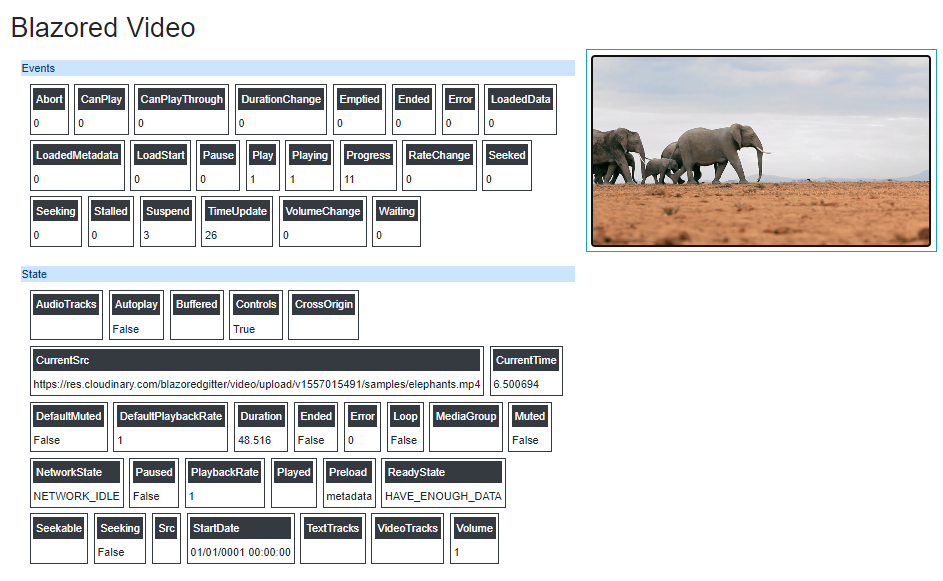 Blazored Video
Events
Abort CanPlay CanPlayThrough DurationChange Emptied Ended Error LoadedData
0 0 0 0 0 0 0 0
LoadedMetadata LoadStart Pause Play Playing Progress RateChange Seeked
0 0 0 1 1 11 0 0
Seeking Stalled Suspend TimeUpdate VolumeChange Waiting
0 0 3 26 0 0
State
AudioTracks Autoplay Buffered Controls CrossOrigin
False True
CurrentSrc CurrentTime
https://res.cloudinary.com/blazoredgitter/video/upload/v1557015491/samples/elephants.mp4 6.500694
DefaultMuted DefaultPlaybackRate Duration Ended Error Loop MediaGroup Muted
False 1 48.516 False 0 False False
NetworkState Paused PlaybackRate Played Preload ReadyState
NETWORK_IDLE False 1 metadata HAVE_ENOUGH_DATA
Seekable Seeking Src StartDate TextTracks VideoTracks Volume
False 01/01/0001 00:00:00 1